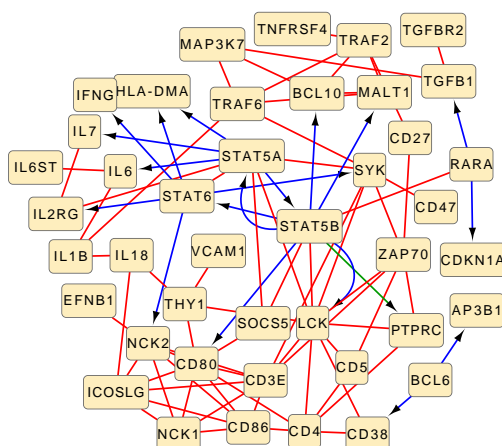 TNFRSF4
TGFBR2
MAP3K7
TRAF2
TGFB1
IFNG
HLA-DMA
BCL10
MALT1
TRAF6
IL7
CD27
STAT5A
IL6ST
IL6
SYK
RARA
STAT6
CD47
IL2RG
STAT5B
IL1B
IL18
VCAM1
ZAP70
CDKN1A
EFNB1
THY1
AP3B1
SOCS5
LCK
PTPRC
NCK2
CD80
CD5
CD3E
BCL6
ICOSLG
CD86
CD4
CD38
NCK1